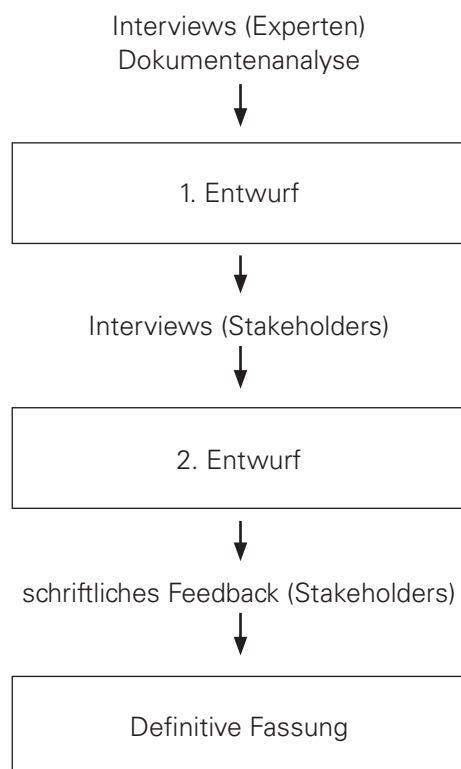 Interviews (Experten)
Dokumentenanalyse
1. Entwurf
Interviews (Stakeholders)
2. Entwurf
schriftliches Feedback (Stakeholders)
Definitive Fassung